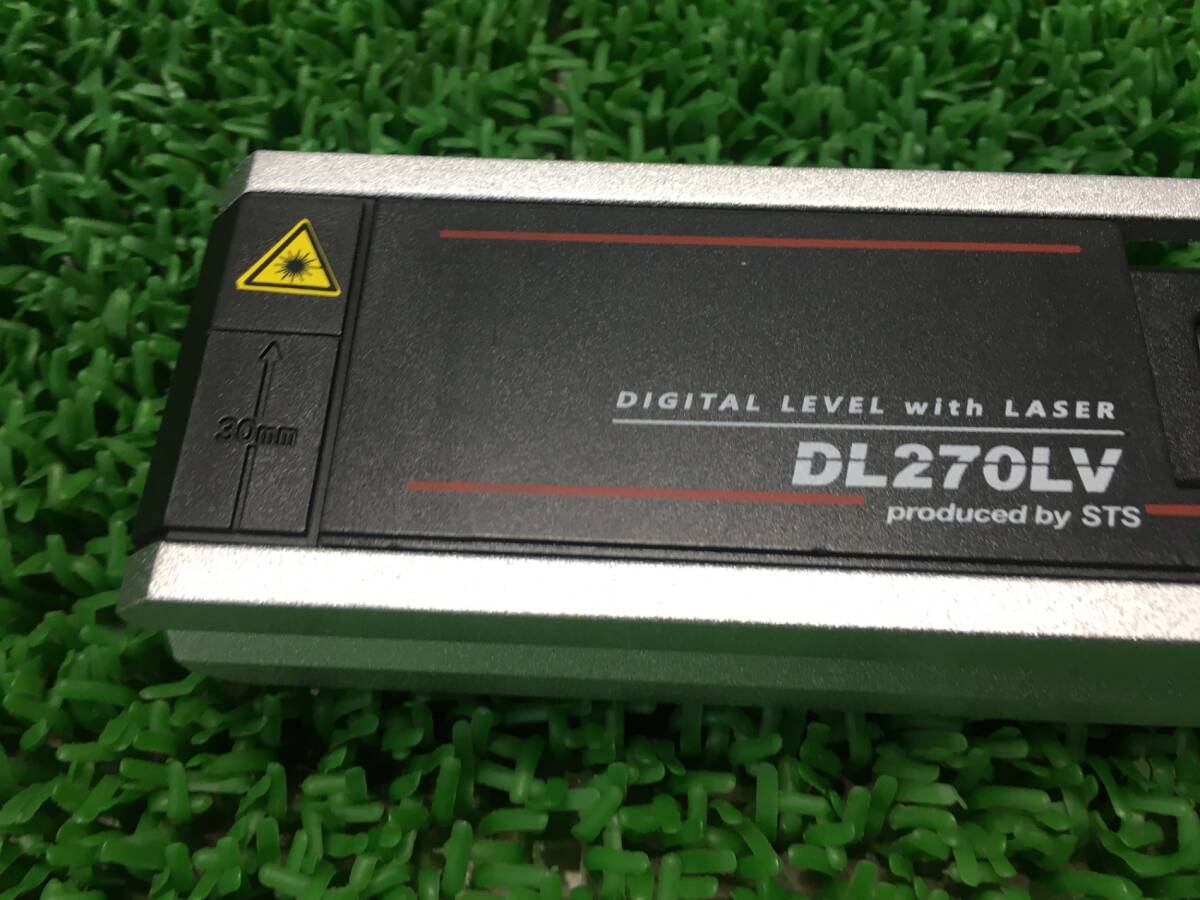 30mm
DIGITAL LEVEL with LASER
DL270LV
produced by STS